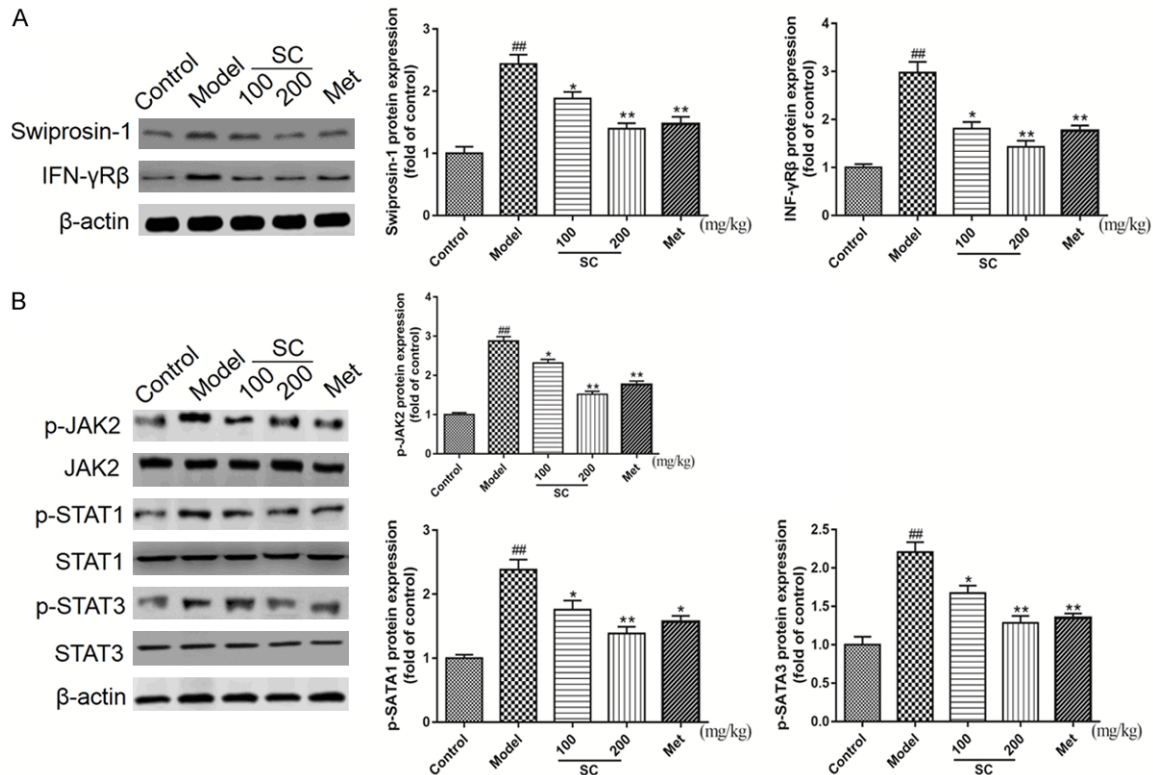 A
SC
Control Model 100 200 Met
Swiprosin-1
IFN-γRβ
β-actin
Swiprosin-1 protein expression
(fold of control)
3
2
1
0
##
*
**
**
Control Model 100 200 Met (mg/kg)
SC
INF-γRβ protein expression
(fold of control)
4
3
2
1
0
##
*
**
**
Control Model 100 200 Met (mg/kg)
SC
B
SC
Control Model 100 200 Met
p-JAK2
JAK2
p-STAT1
STAT1
p-STAT3
STAT3
β-actin
p-JAK2 protein expression
(fold of control)
4
3
2
1
0
##
*
**
**
Control Model 100 200 Met (mg/kg)
SC
p-SATA1 protein expression
(fold of control)
3
2
1
0
##
*
**
*
Control Model 100 200 Met (mg/kg)
SC
p-SATA3 protein expression
(fold of control)
2.5
2.0
1.5
1.0
0.5
0.0
##
*
**
**
Control Model 100 200 Met (mg/kg)
SC